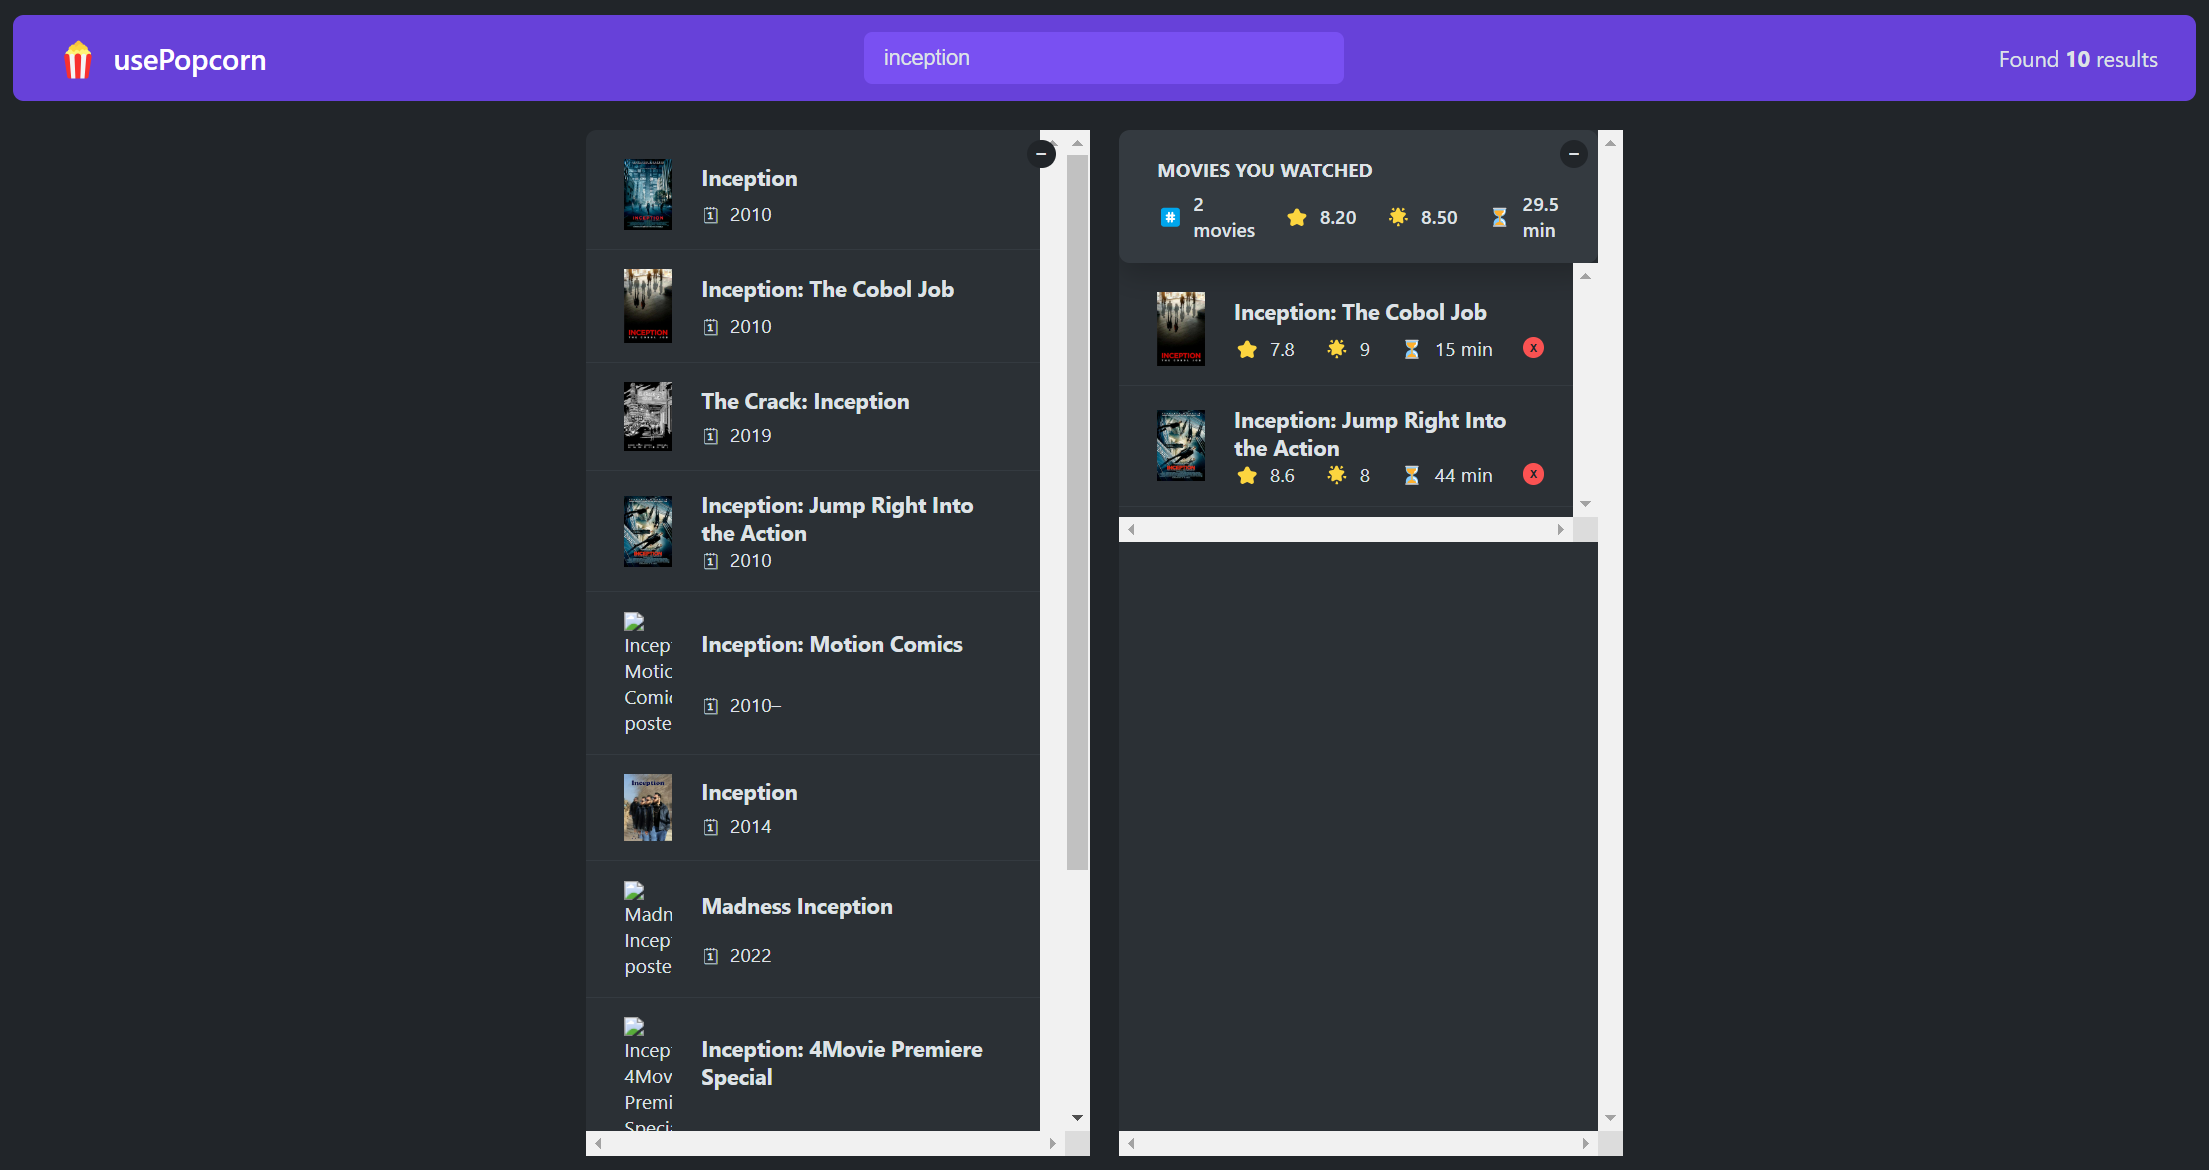 usePopcorn
inception
Found 10 results
Inception
2010
Inception: The Cobol Job
2010
The Crack: Inception
2019
Inception: Jump Right Into
the Action
2010
Incep
Motic
Comic
poste
Inception: Motion Comics
2010–
Inception
2014
Madn
Incep
poste
Madness Inception
2022
Incep
4Mov
Premi
Speci
Inception: 4Movie Premiere
Special
MOVIES YOU WATCHED
2
movies
8.20
8.50
29.5
min
Inception: The Cobol Job
7.8
9
15 min
X
Inception: Jump Right Into
the Action
8.6
8
44 min
X